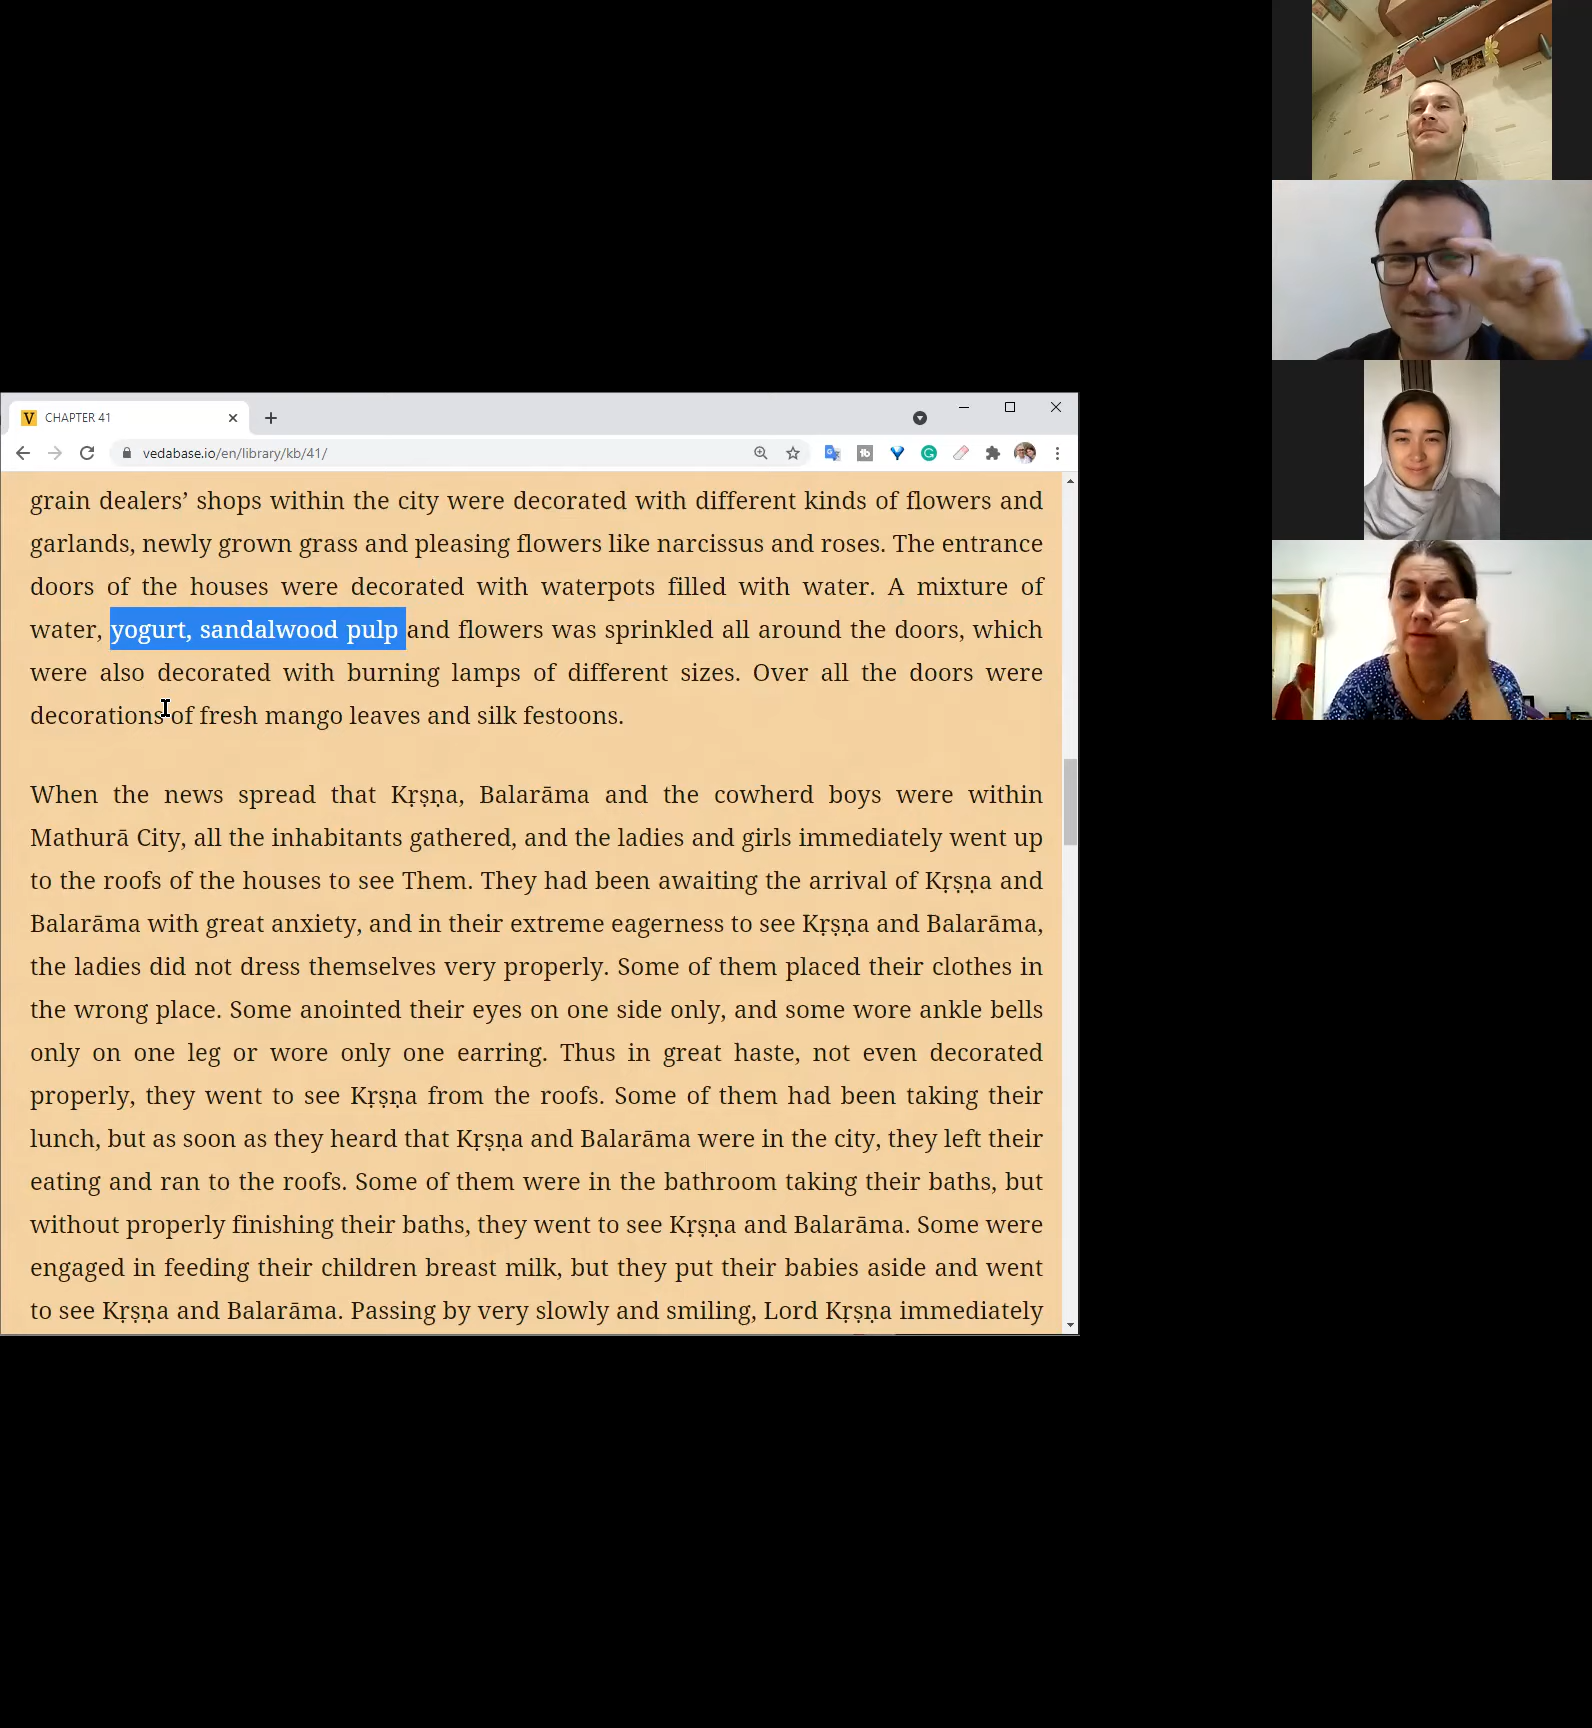 CHAPTER 41
vedabase.io/en/library/kb/41/
grain dealers’ shops within the city were decorated with different kinds of flowers and
garlands, newly grown grass and pleasing flowers like narcissus and roses. The entrance
doors of the houses were decorated with waterpots filled with water. A mixture of
water, yogurt, sandalwood pulp and flowers was sprinkled all around the doors, which
were also decorated with burning lamps of different sizes. Over all the doors were
decorations of fresh mango leaves and silk festoons.
When the news spread that Kṛṣṇa, Balarāma and the cowherd boys were within
Mathurā City, all the inhabitants gathered, and the ladies and girls immediately went up
to the roofs of the houses to see Them. They had been awaiting the arrival of Kṛṣṇa and
Balarāma with great anxiety, and in their extreme eagerness to see Kṛṣṇa and Balarāma,
the ladies did not dress themselves very properly. Some of them placed their clothes in
the wrong place. Some anointed their eyes on one side only, and some wore ankle bells
only on one leg or wore only one earring. Thus in great haste, not even decorated
properly, they went to see Kṛṣṇa from the roofs. Some of them had been taking their
lunch, but as soon as they heard that Kṛṣṇa and Balarāma were in the city, they left their
eating and ran to the roofs. Some of them were in the bathroom taking their baths, but
without properly finishing their baths, they went to see Kṛṣṇa and Balarāma. Some were
engaged in feeding their children breast milk, but they put their babies aside and went
to see Kṛṣṇa and Balarāma. Passing by very slowly and smiling, Lord Kṛṣṇa immediately